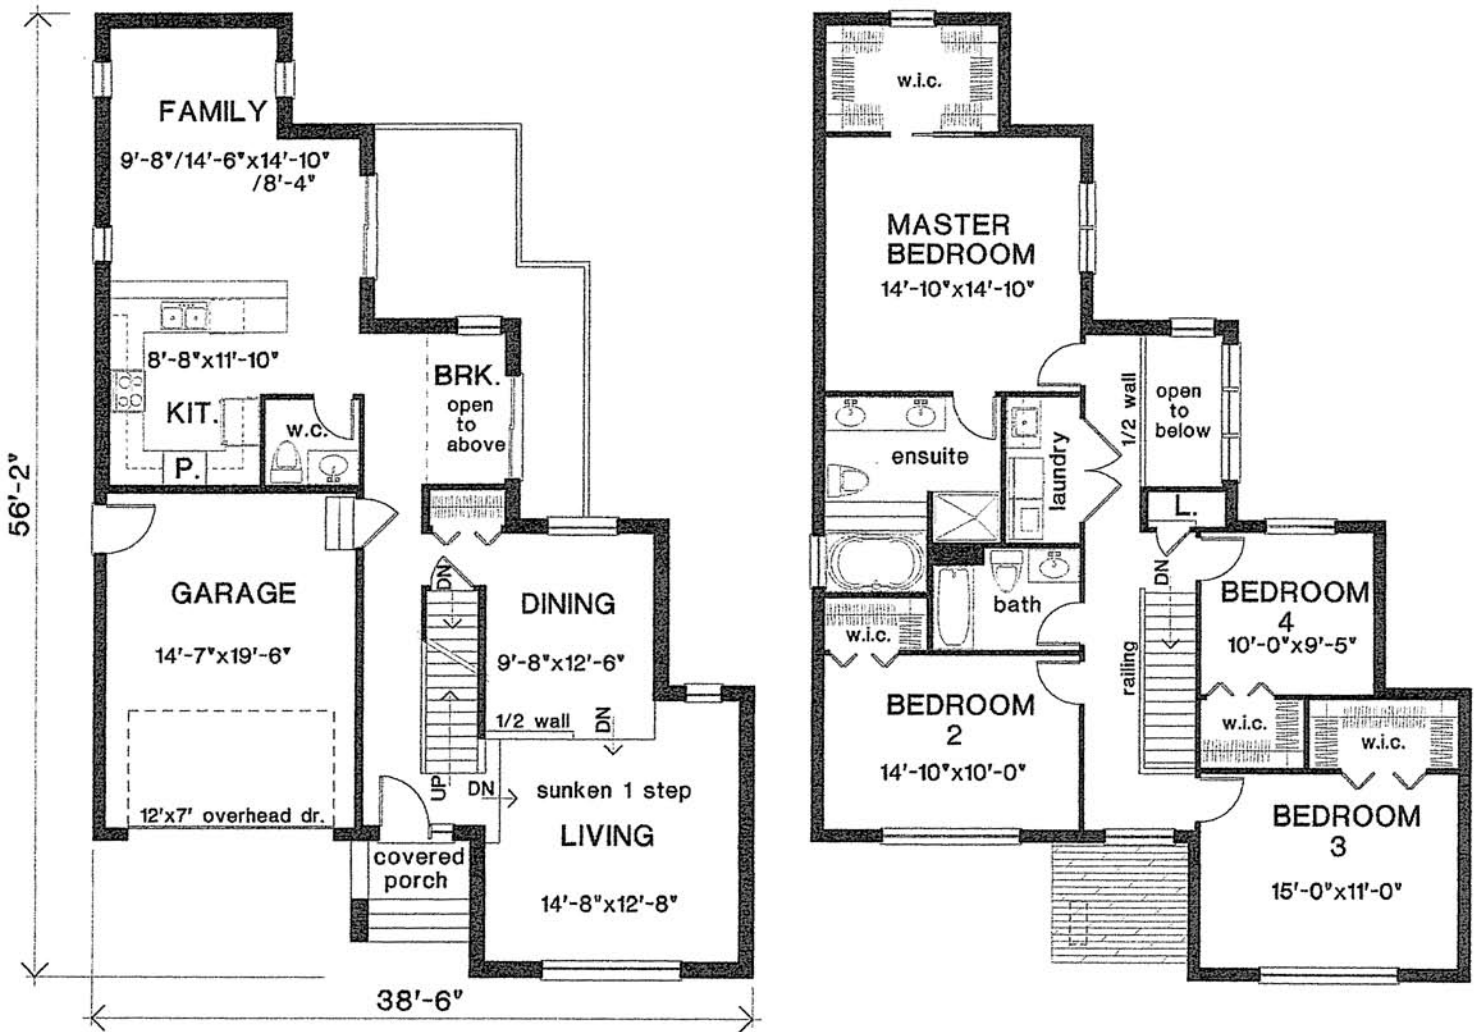 FAMILY
9'-8"/14'-6"x14'-10"
/8'-4"
8'-8"x11'-10"
KIT.
P.
w.c.
BRK.
open
to
above
56'-2"
GARAGE
14'-7"x19'-6"
12'x7' overhead dr.
DN
UP
DINING
9'-8"x12'-6"
1/2 wall
DN
DN
sunken 1 step
LIVING
14'-8"x12'-8"
covered
porch
38'-6"
w.i.c.
MASTER
BEDROOM
14'-10"x14'-10"
1/2 wall
open
to
below
ensuite
laundry
L.
DN
bath
w.i.c.
railing
BEDROOM
4
10'-0"x9'-5"
BEDROOM
2
14'-10"x10'-0"
w.i.c.
w.i.c.
BEDROOM
3
15'-0"x11'-0"